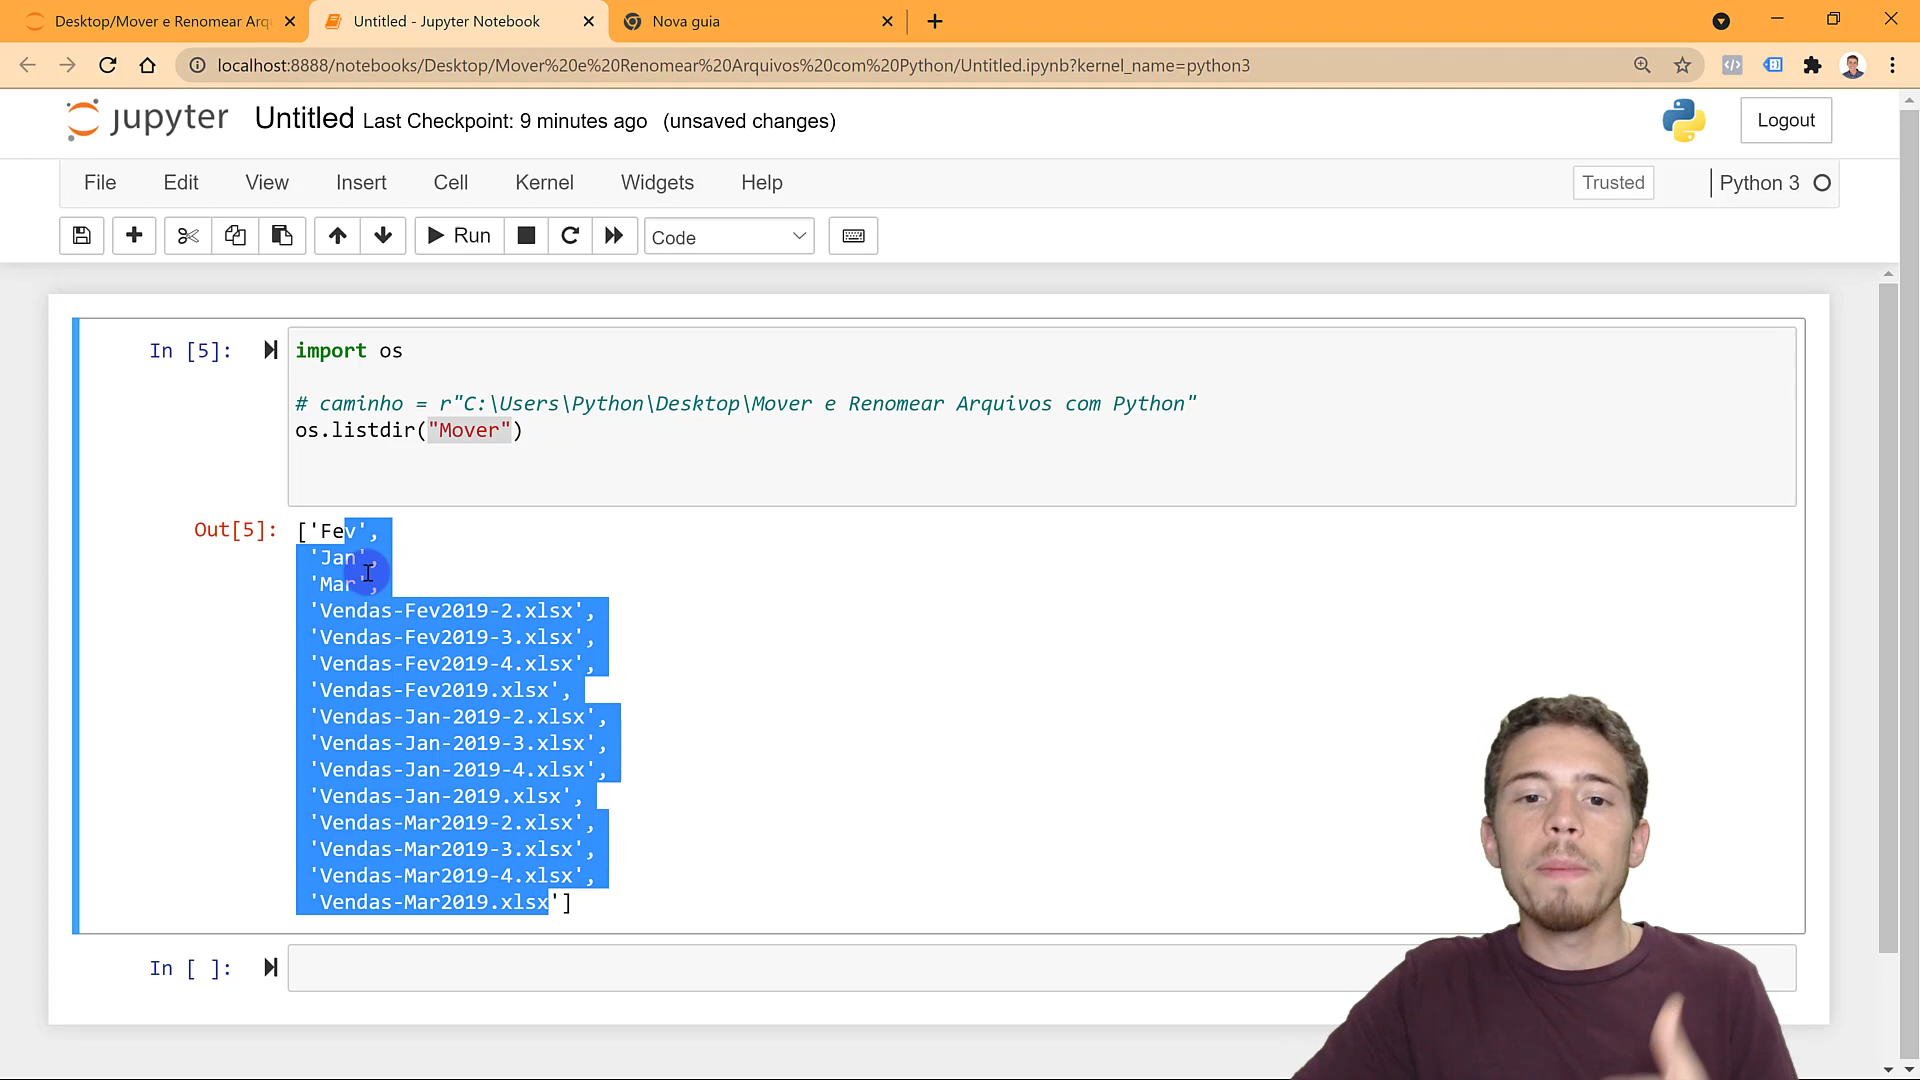 Desktop/Mover e Renomear Arq
Untitled - Jupyter Notebook
Nova guia
localhost:8888/notebooks/Desktop/Mover%20e%20Renomear%20Arquivos%20com%20Python/Untitled.ipynb?kernel_name=python3
jupyter Untitled Last Checkpoint: 9 minutes ago (unsaved changes)
Logout
File Edit View Insert Cell Kernel Widgets Help
Trusted
Python 3
Run
Code
In [5]:
import os
# caminho = r"C:\Users\Python\Desktop\Mover e Renomear Arquivos com Python"
os.listdir("Mover")
Out[5]:
['Fev',
'Jan',
'Mar',
'Vendas-Fev2019-2.xlsx',
'Vendas-Fev2019-3.xlsx',
'Vendas-Fev2019-4.xlsx',
'Vendas-Fev2019.xlsx',
'Vendas-Jan-2019-2.xlsx',
'Vendas-Jan-2019-3.xlsx',
'Vendas-Jan-2019-4.xlsx',
'Vendas-Jan-2019.xlsx',
'Vendas-Mar2019-2.xlsx',
'Vendas-Mar2019-3.xlsx',
'Vendas-Mar2019-4.xlsx',
'Vendas-Mar2019.xlsx']
In [ ]: